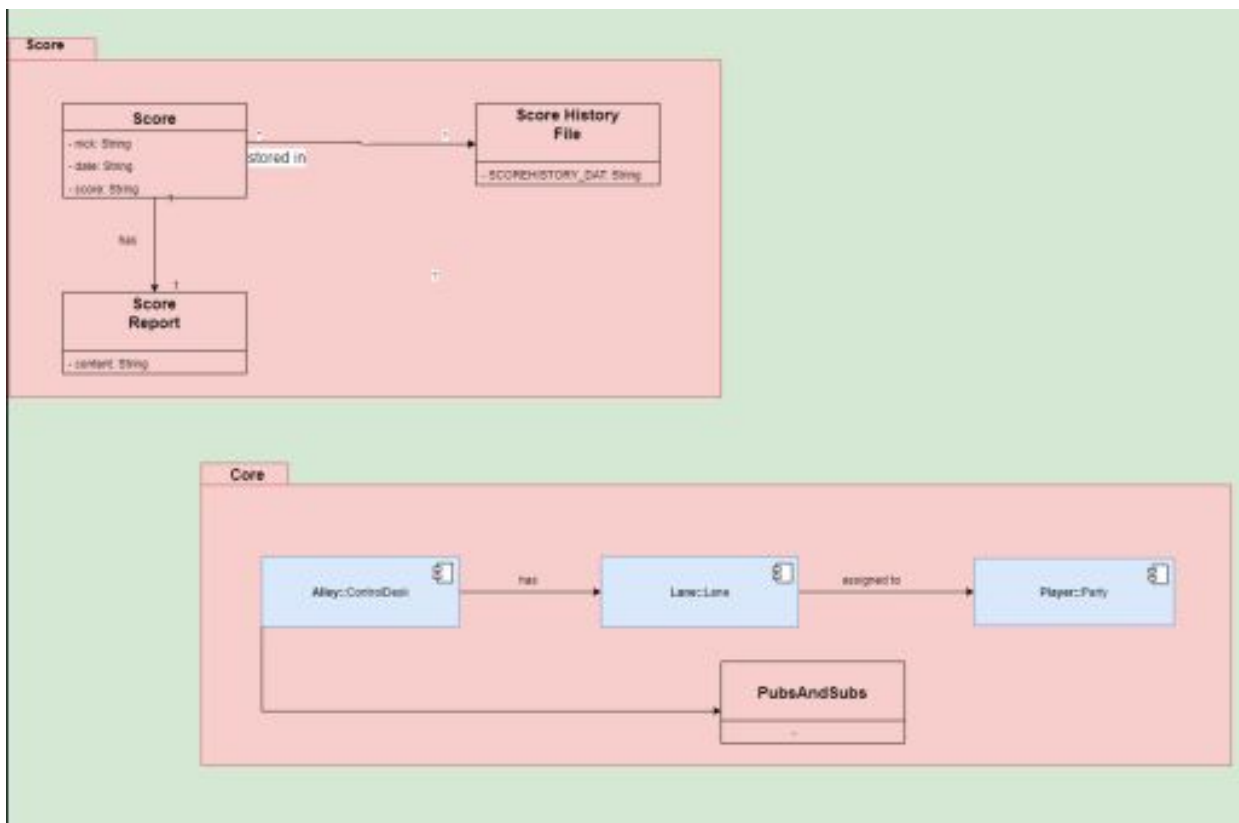 Score
Score
- nick: String
- date: String
- score: String
*
stored in
Score History
File
- SCOREHISTORY_DAT: String
1
has
1
Score
Report
- content: String
Core
Alley::ControlDesk
has
Lane::Lane
assigned to
Player::Party
PubsAndSubs
-